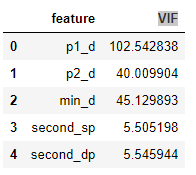 feature VIF
0 p1_d 102.542838
1 p2_d 40.009904
2 min_d 45.129893
3 second_sp 5.505198
4 second_dp 5.545944